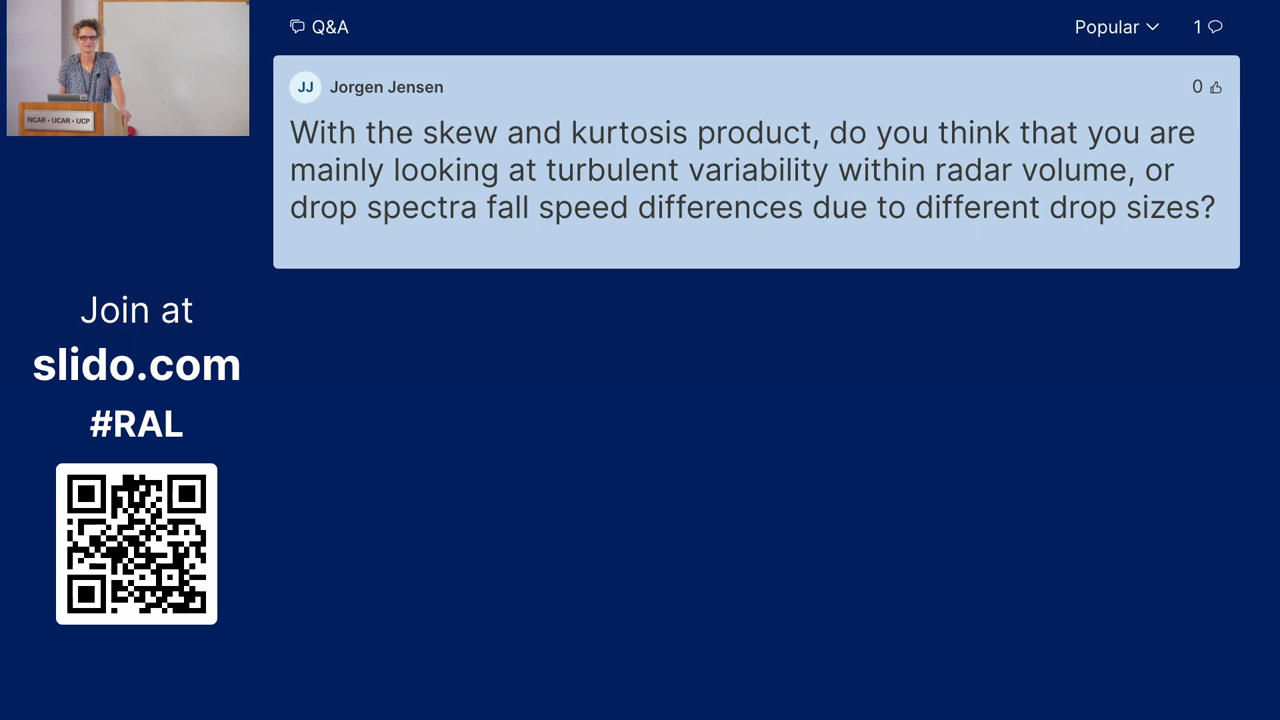 NCAR • UCAR • UCP
Q&A
Popular
1
JJ
Jorgen Jensen
0
With the skew and kurtosis product, do you think that you are
mainly looking at turbulent variability within radar volume, or
drop spectra fall speed differences due to different drop sizes?
Join at
slido.com
#RAL